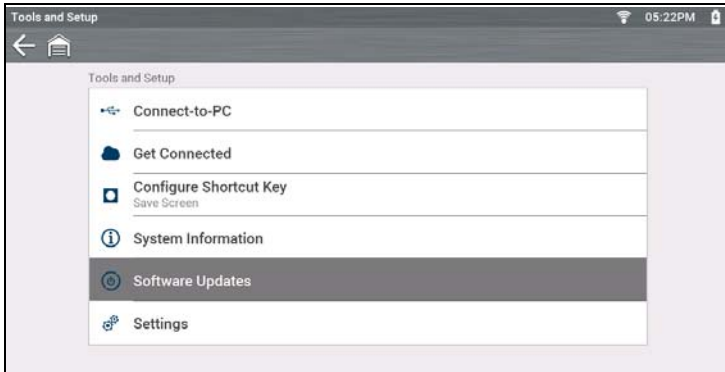 Tools and Setup
05:22PM
Tools and Setup
Connect-to-PC
Get Connected
Configure Shortcut Key
Save Screen
System Information
Software Updates
Settings